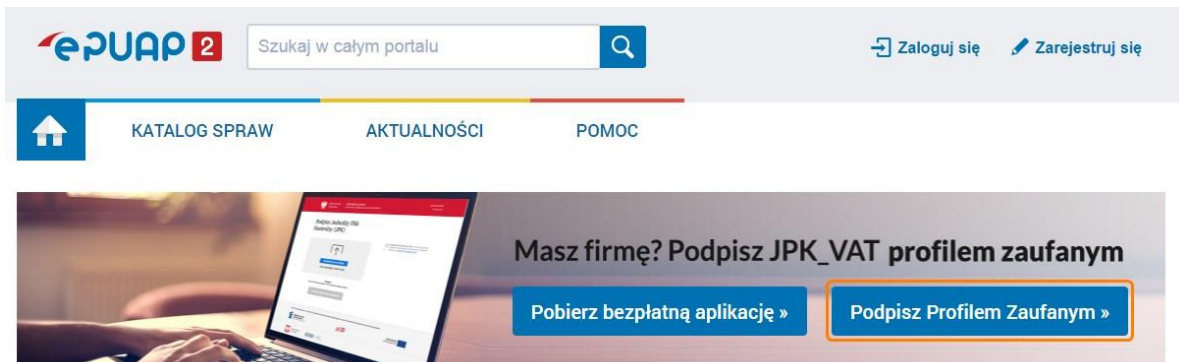 ePUAP 2
Szukaj w całym portalu
Zaloguj się
Zarejestruj się
KATALOG SPRAW
AKTUALNOŚCI
POMOC
Masz firmę? Podpisz JPK_VAT profilem zaufanym
Pobierz bezpłatną aplikację »
Podpisz Profilem Zaufanym »